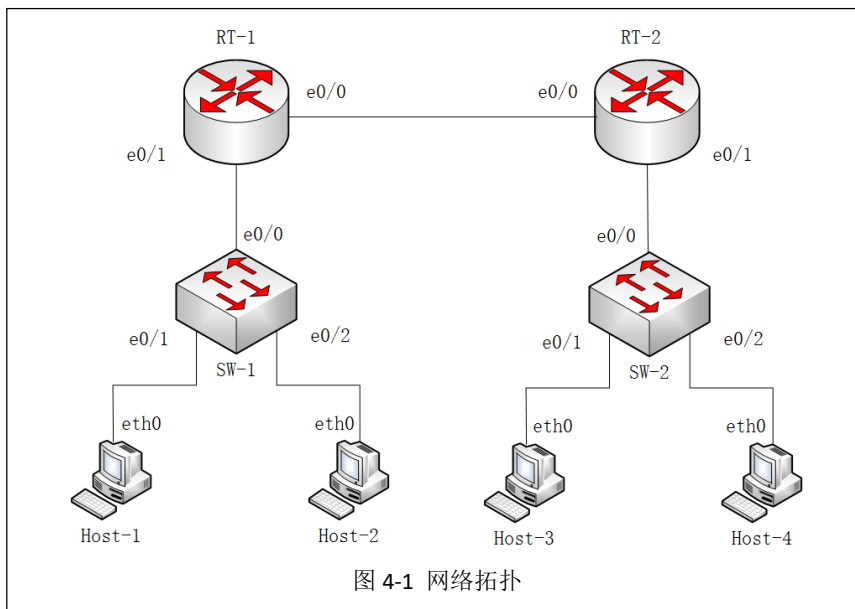 RT-1
RT-2
e0/0
e0/0
e0/1
e0/1
e0/0
e0/0
e0/1
e0/2
e0/1
e0/2
SW-1
SW-2
eth0
eth0
eth0
eth0
Host-1
Host-2
Host-3
Host-4
图 4-1 网络拓扑